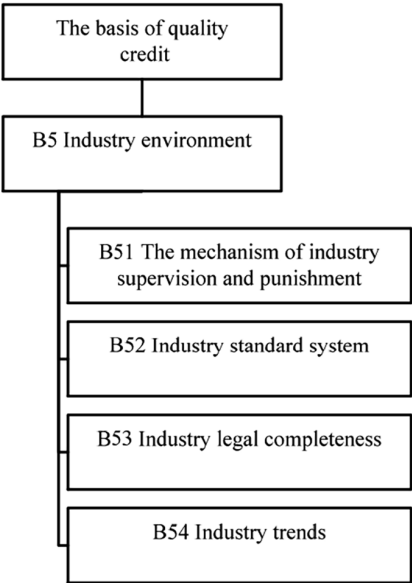 The basis of quality
credit
B5 Industry environment
B51 The mechanism of industry
supervision and punishment
B52 Industry standard system
B53 Industry legal completeness
B54 Industry trends